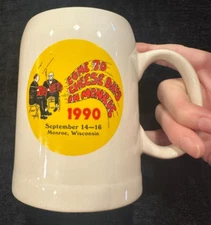 COME TO
CHEESE DAYS
IN MONROE
1990
September 14-16
Monroe, Wisconsin